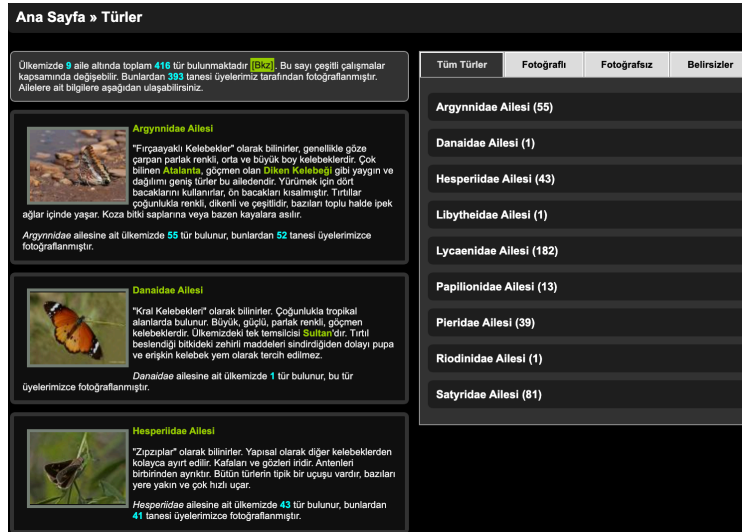 Ana Sayfa » Türler
Ülkemizde 9 aile altında toplam 416 tür bulunmaktadır [Bkz]. Bu sayı çeşitli çalışmalar
kapsamında değişebilir. Bunlardan 393 tanesi üyelerimiz tarafından fotoğraflanmıştır.
Ailelere ait bilgilere aşağıdan ulaşabilirsiniz.
Argynnidae Ailesi
"Fırçaayaklı Kelebekler" olarak bilinirler, genellikle göze
çarpan parlak renkli, orta ve büyük boy kelebeklerdir. Çok
bilinen Atalanta, göçmen olan Diken Kelebeği gibi yaygın ve
dağılımı geniş türler bu ailedendir. Yürümek için dört
bacaklarını kullanırlar, ön bacakları kısalmıştır. Tırtıllar
çoğunlukla renkli, dikenli ve çeşitlidir, bazıları toplu halde ipek
ağlar içinde yaşar. Koza bitki saplarına veya bazen kayalara asılır.
Argynnidae ailesine ait ülkemizde 55 tür bulunur, bunlardan 52 tanesi üyelerimizce
fotoğraflanmıştır.
Danaidae Ailesi
"Kral Kelebekleri" olarak bilinirler. Çoğunlukla tropikal
alanlarda bulunur. Büyük, güçlü, parlak renkli, göçmen
kelebeklerdir. Ülkemizdeki tek temsilcisi Sultan'dır. Tırtıl
beslendiği bitkideki zehirli maddeleri sindirdiğiden dolayı pupa
ve erişkin kelebek yem olarak tercih edilmez.
Danaidae ailesine ait ülkemizde 1 tür bulunur, bu tür
üyelerimizce fotoğraflanmıştır.
Hesperiidae Ailesi
"Zıpzıplar" olarak bilinirler. Yapısal olarak diğer kelebeklerden
kolayca ayırt edilir. Kafaları ve gözleri iridir. Antenleri
birbirinden ayrıktır. Bütün türlerin tipik bir uçuşu vardır, bazıları
yere yakın ve çok hızlı uçar.
Hesperiidae ailesine ait ülkemizde 43 tür bulunur, bunlardan
41 tanesi üyelerimizce fotoğraflanmıştır.
Tüm Türler Fotoğraflı Fotoğrafsız Belirsizler
Argynnidae Ailesi (55)
Danaidae Ailesi (1)
Hesperiidae Ailesi (43)
Libytheidae Ailesi (1)
Lycaenidae Ailesi (182)
Papilionidae Ailesi (13)
Pieridae Ailesi (39)
Riodinidae Ailesi (1)
Satyridae Ailesi (81)